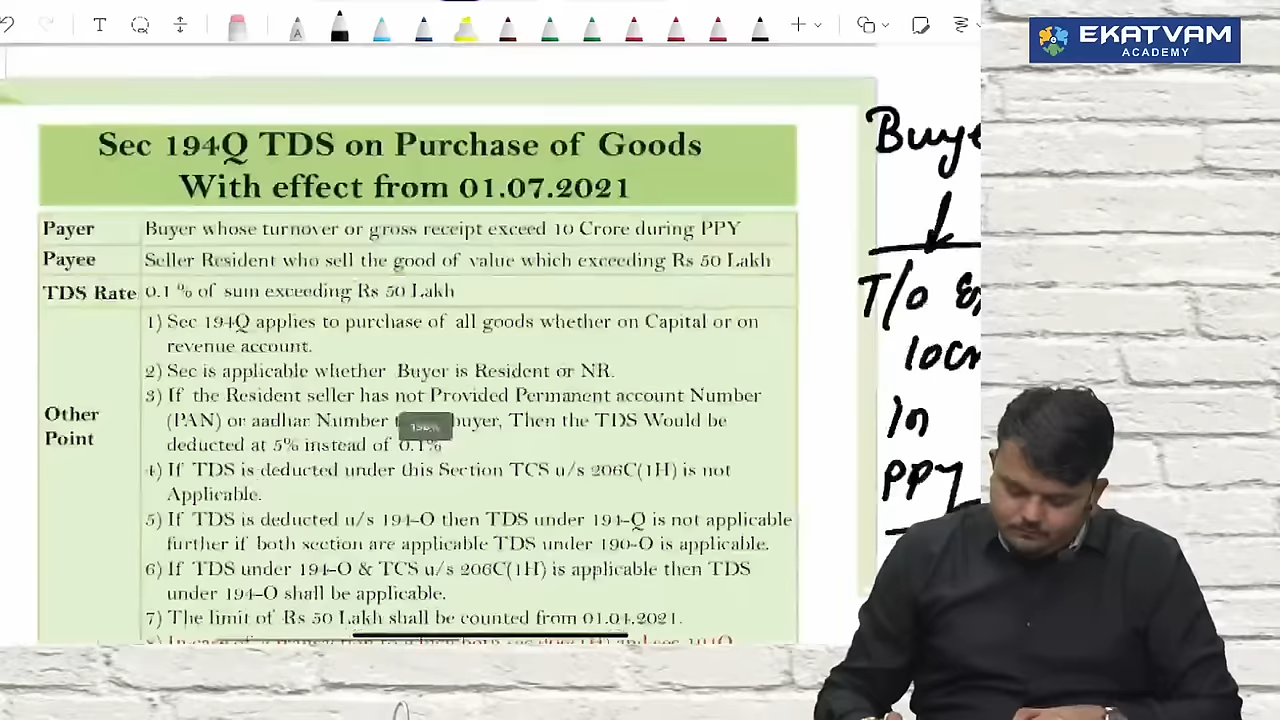 EKATVAM
ACADEMY
Sec 194Q TDS on Purchase of Goods
With effect from 01.07.2021
Payer Buyer whose turnover or gross receipt exceed 10 Crore during PPY
Payee Seller Resident who sell the good of value which exceeding Rs 50 Lakh
TDS Rate 0.1 % of sum exceeding Rs 50 Lakh
Other Point
1) Sec 194Q applies to purchase of all goods whether on Capital or on
revenue account.
2) Sec is applicable whether Buyer is Resident or NR.
3) If the Resident seller has not Provided Permanent account Number
(PAN) or aadhar Number buyer, Then the TDS Would be
deducted at 5% instead of 0.1%
4) If TDS is deducted under this Section TCS u/s 206C(1H) is not
Applicable.
5) If TDS is deducted u/s 194-O then TDS under 194-Q is not applicable
further if both section are applicable TDS under 190-O is applicable.
6) If TDS under 194-O & TCS u/s 206C(1H) is applicable then TDS
under 194-O shall be applicable.
7) The limit of Rs 50 Lakh shall be counted from 01.04.2021.
Buye
T/o Ex
10Cr
in
PPY